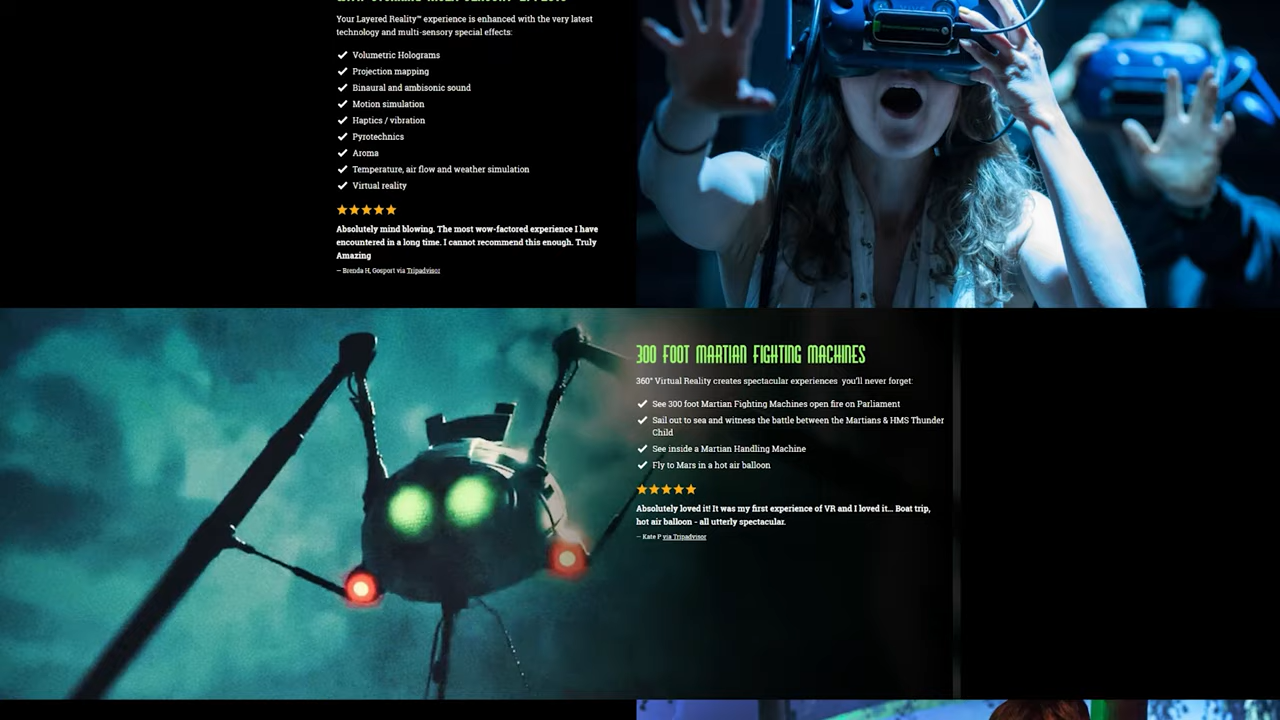 Your Layered Reality™ experience is enhanced with the very latest
technology and multi-sensory special effects:
Volumetric Holograms
Projection mapping
Binaural and ambisonic sound
Motion simulation
Haptics / vibration
Pyrotechnics
Aroma
Temperature, air flow and weather simulation
Virtual reality
Absolutely mind blowing. The most wow-factored experience I have
encountered in a long time. I cannot recommend this enough. Truly
Amazing
— Brenda H, Gosport via Tripadvisor
300 FOOT MARTIAN FIGHTING MACHINES
360° Virtual Reality creates spectacular experiences you'll never forget:
See 300 foot Martian Fighting Machines open fire on Parliament
Sail out to sea and witness the battle between the Martians & HMS Thunder
Child
See inside a Martian Handling Machine
Fly to Mars in a hot air balloon
Absolutely loved it! It was my first experience of VR and I loved it... Boat trip,
hot air balloon - all utterly spectacular.
— Kate P via Tripadvisor